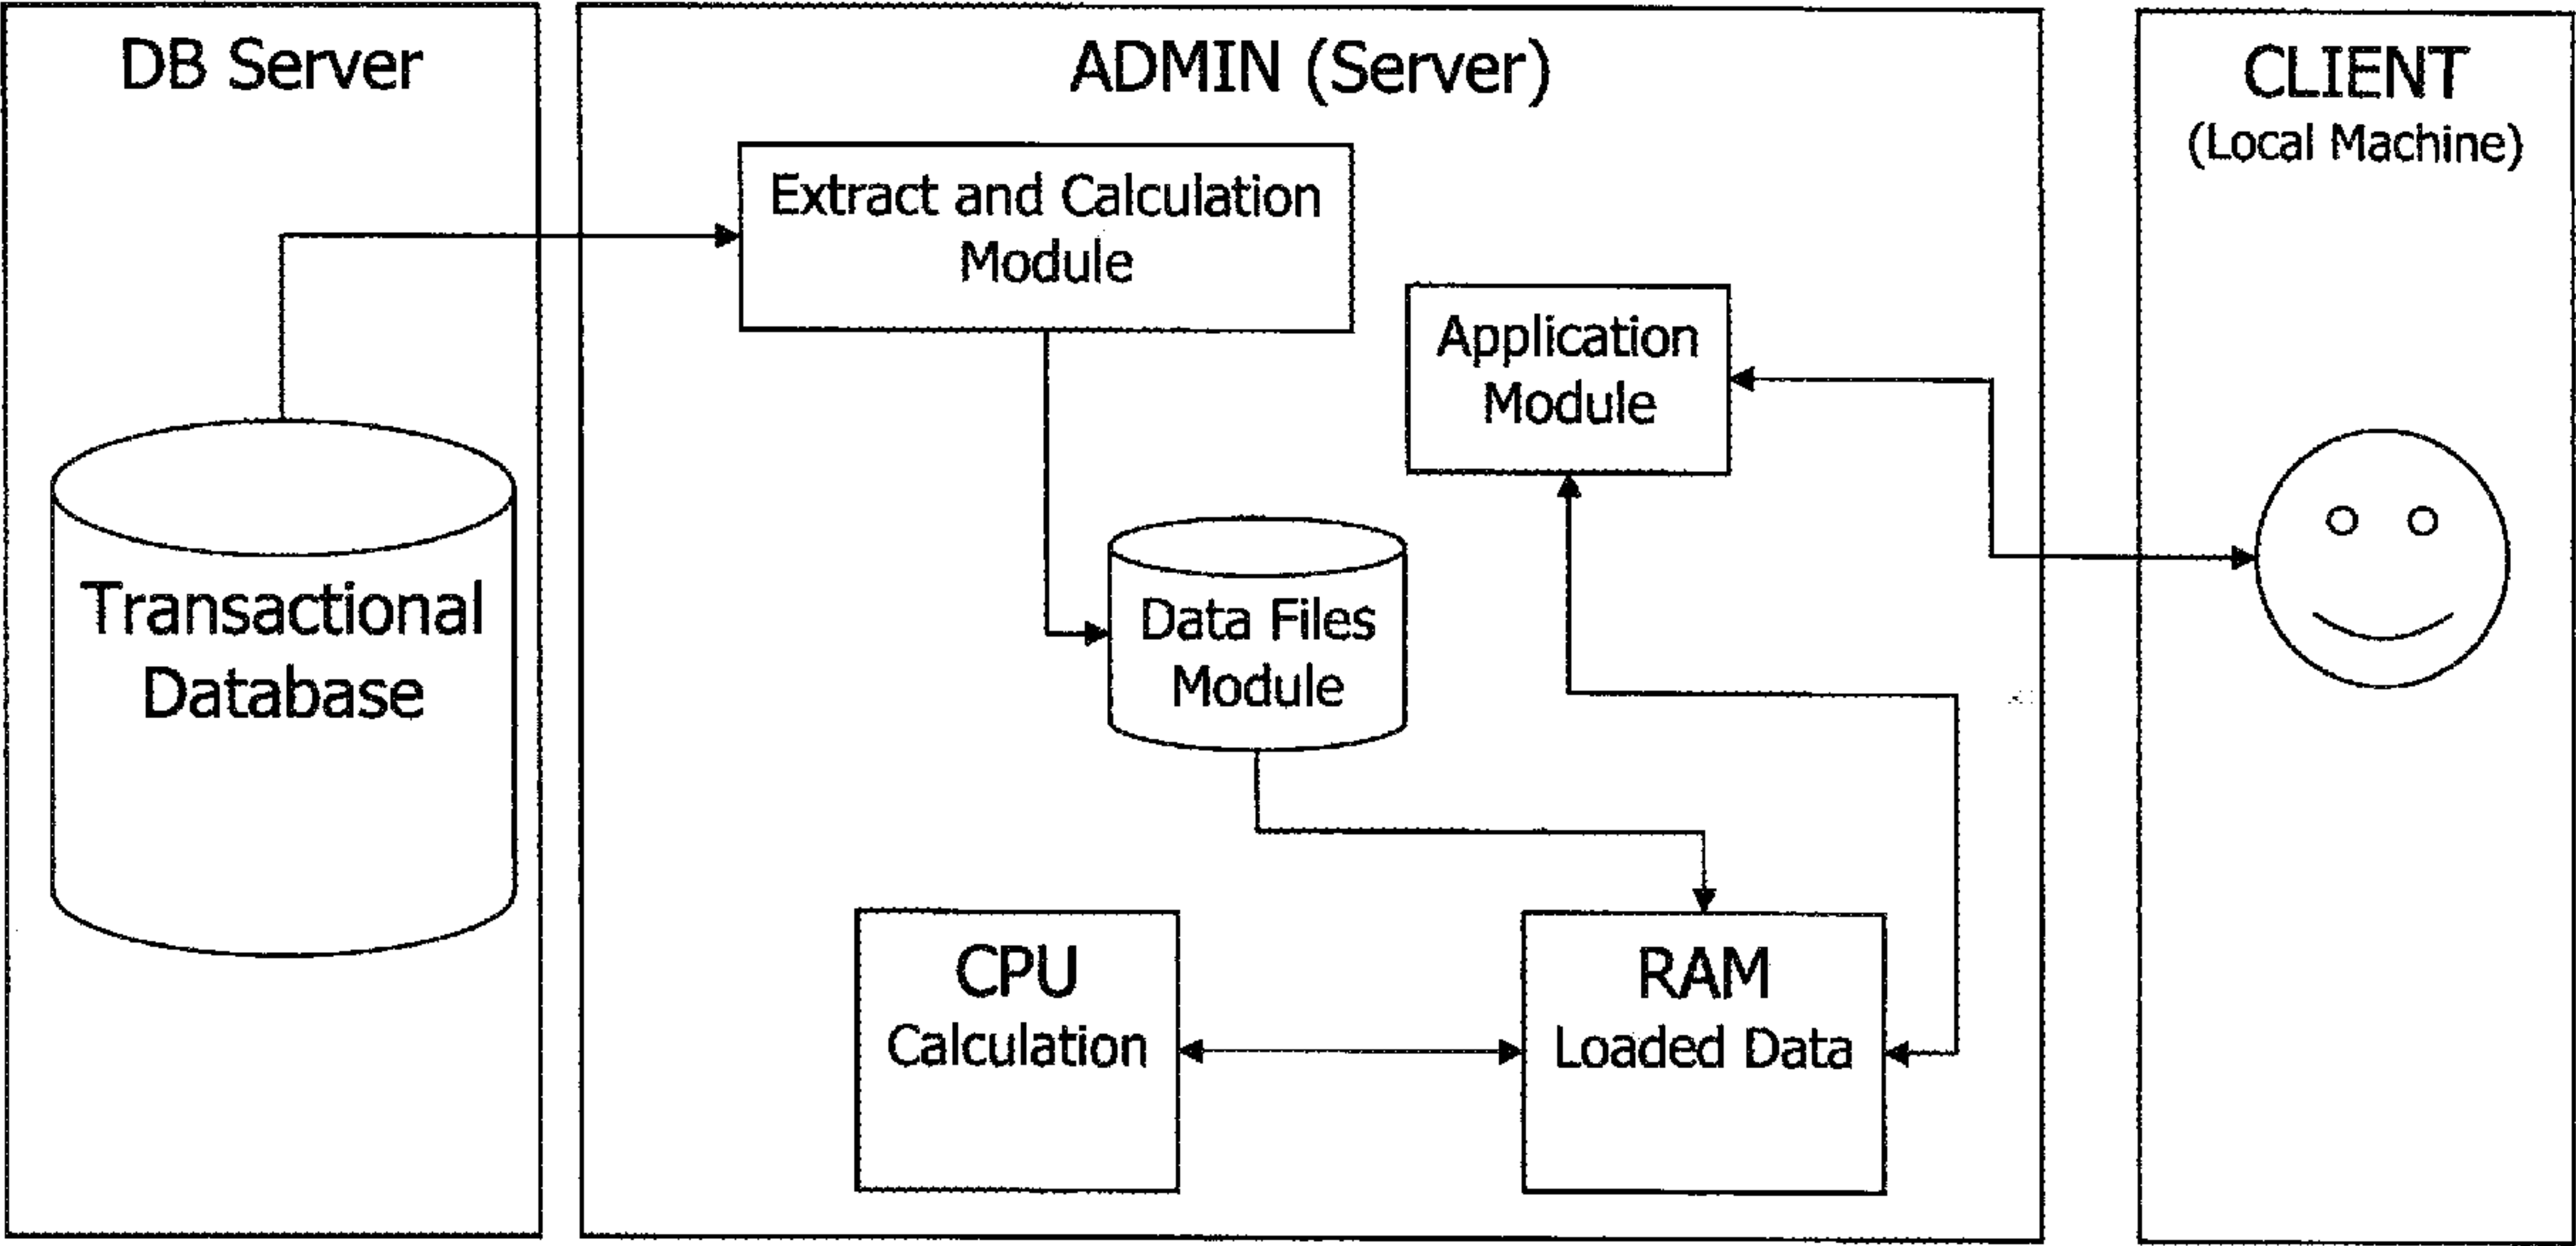 DB Server
ADMIN (Server)
CLIENT
(Local Machine)
Extract and Calculation
Module
Application
Module
Transactional
Database
Data Files
Module
CPU
Calculation
RAM
Loaded Data